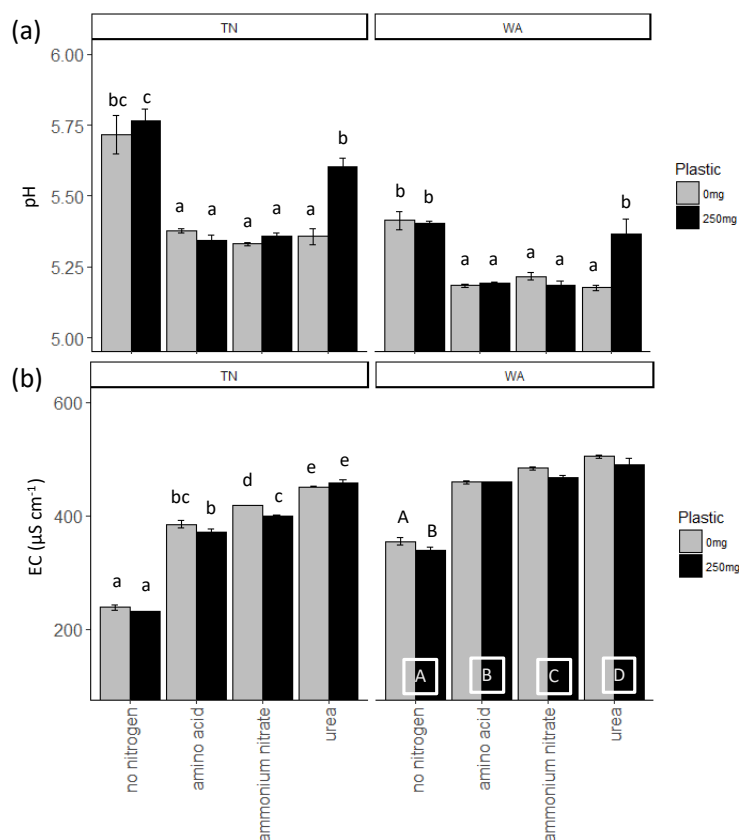 (a)
TN
WA
6.00
5.75
5.50
5.25
5.00
pH
bc c
a a
a a
a b
b b
a a
a a
a b
Plastic
0mg
250mg
(b)
TN
WA
600
400
200
EC (µS cm⁻¹)
a a
bc b
d c
e e
A B
A B C D
Plastic
0mg
250mg
no nitrogen
amino acid
ammonium nitrate
urea
no nitrogen
amino acid
ammonium nitrate
urea